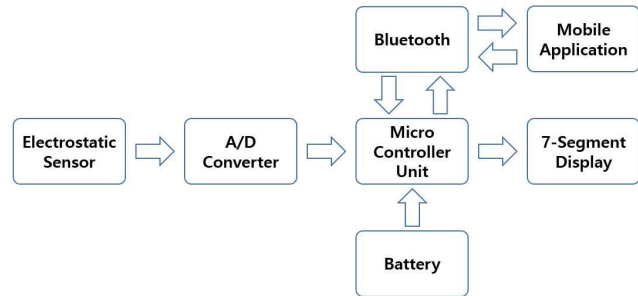 Bluetooth
Mobile
Application
Electrostatic
Sensor
A/D
Converter
Micro
Controller
Unit
7-Segment
Display
Battery